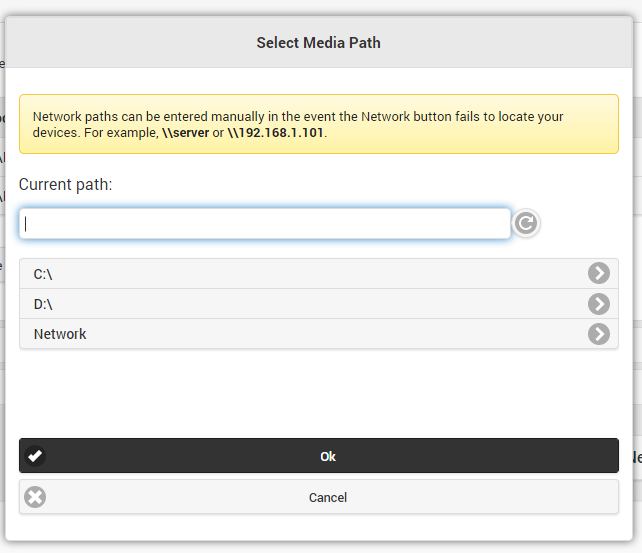 Select Media Path
Network paths can be entered manually in the event the Network button fails to locate your
devices. For example, \\server or \\192.168.1.101.
Current path:
C:\
D:\
Network
Ok
Cancel